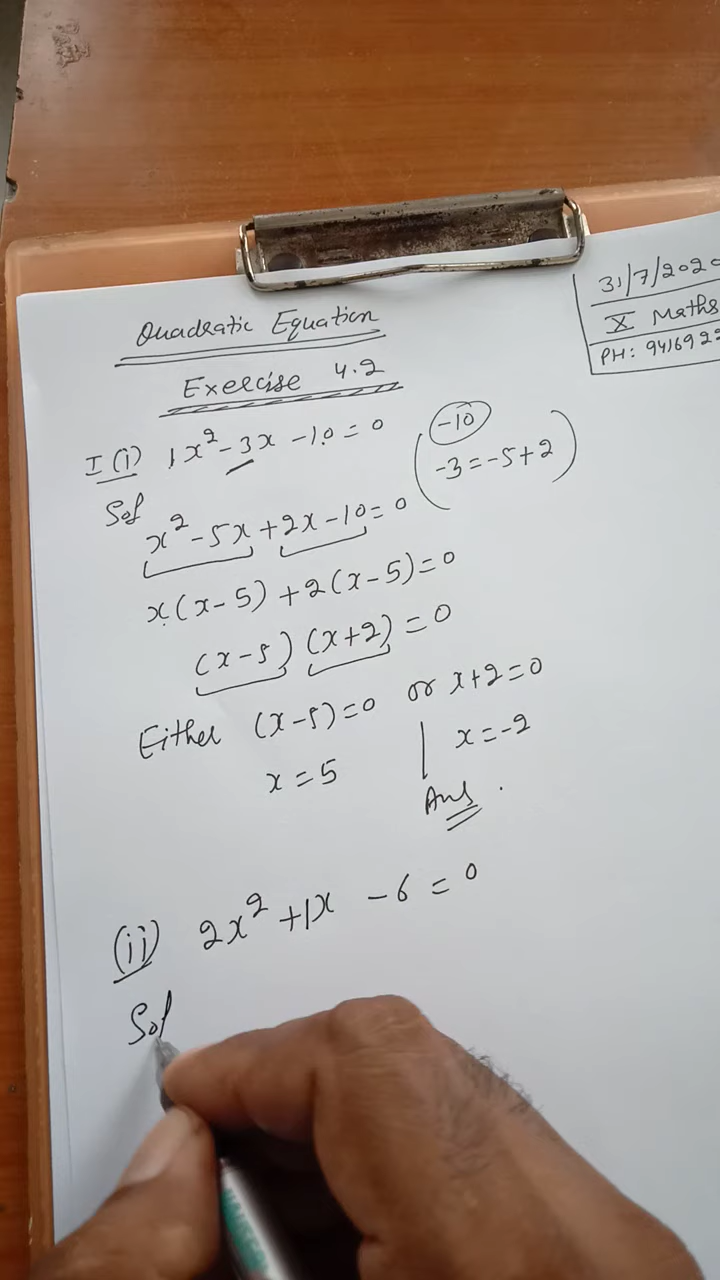 31/7/2020
X Maths
PH: 941692
Quadratic Equation
Exercise 4.2
I (i) 1x² - 3x - 10 = 0
(-10
-3 = -5 + 2)
Sol
x² - 5x + 2x - 10 = 0
x(x - 5) + 2(x - 5) = 0
(x - 5) (x + 2) = 0
Either (x - 5) = 0 or x + 2 = 0
x = 5 | x = -2
Ans.
(ii) 2x² + 1x - 6 = 0
Sol